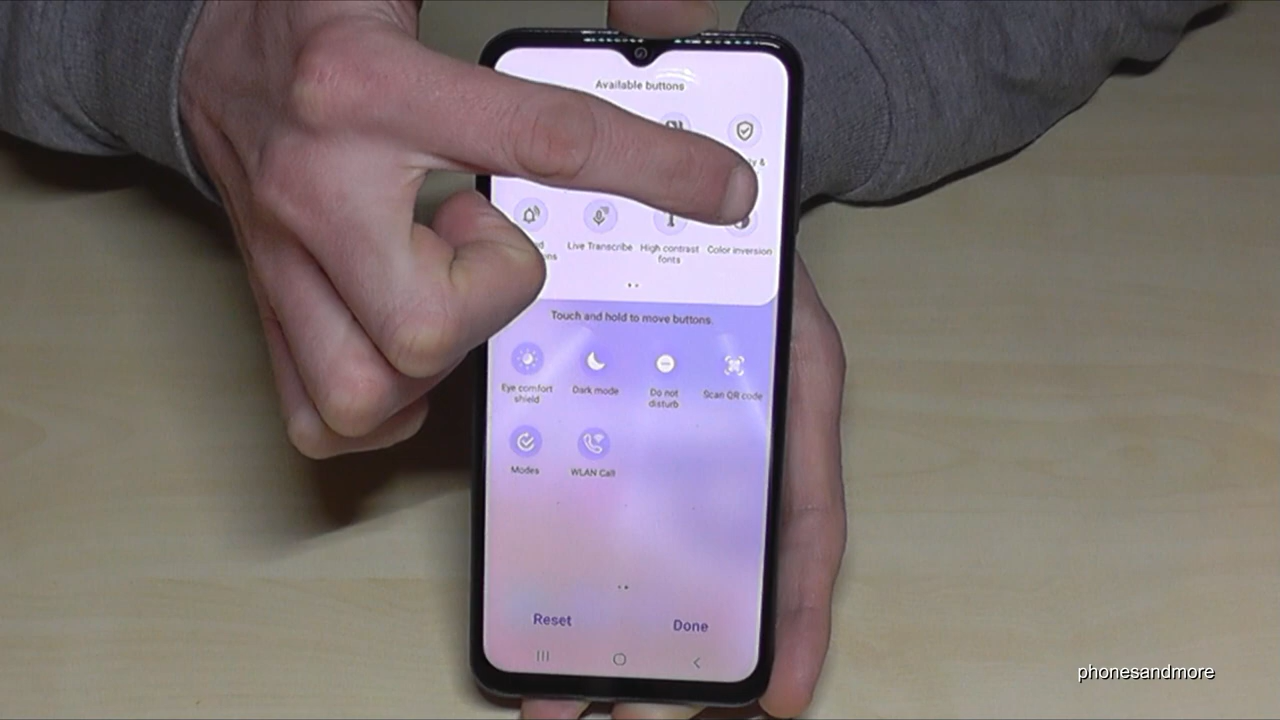 Available buttons
&
Live Transcribe High contrast Color inversion
fonts
Touch and hold to move buttons.
Eye comfort Dark mode Do not Scan QR code
shield disturb
Modes WLAN Call
Reset Done
phonesandmore